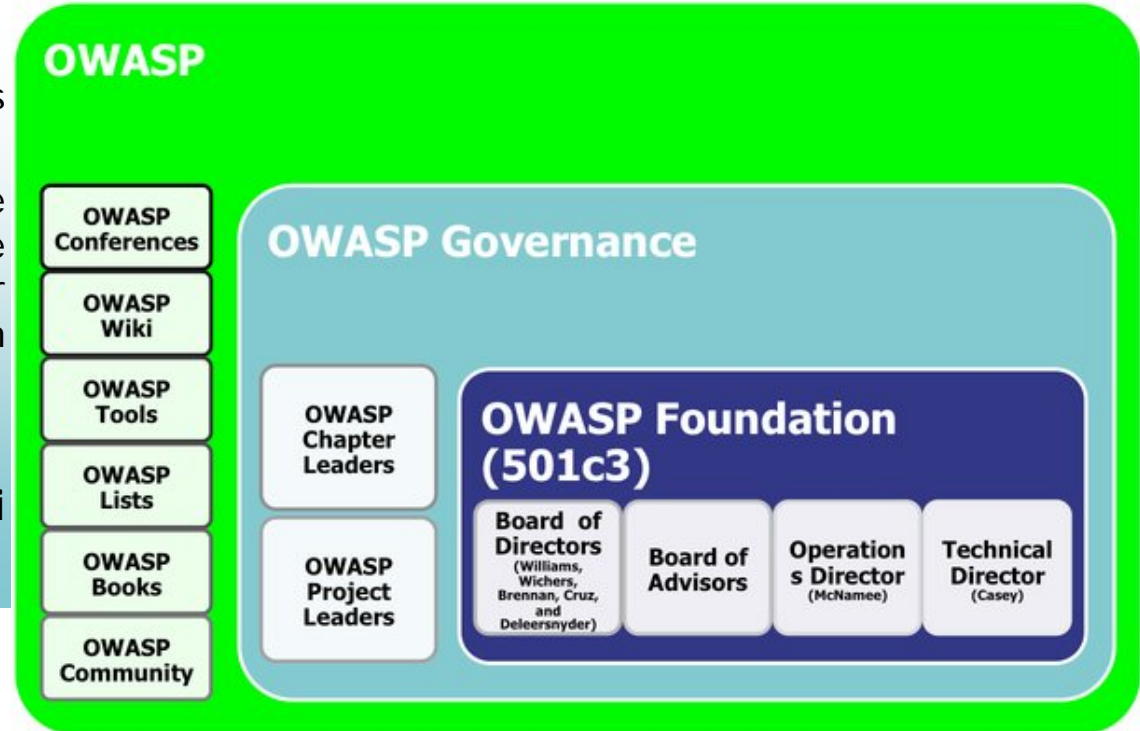 OWASP
s
e
e
r
n
i
OWASP
Conferences
OWASP
Wiki
OWASP
Tools
OWASP
Lists
OWASP
Books
OWASP
Community
OWASP Governance
OWASP
Chapter
Leaders
OWASP
Project
Leaders
OWASP Foundation
(501c3)
Board of
Directors
(Williams,
Wichers,
Brennan, Cruz,
and
Deleersnyder)
Board of
Advisors
Operation
s Director
(McNamee)
Technical
Director
(Casey)